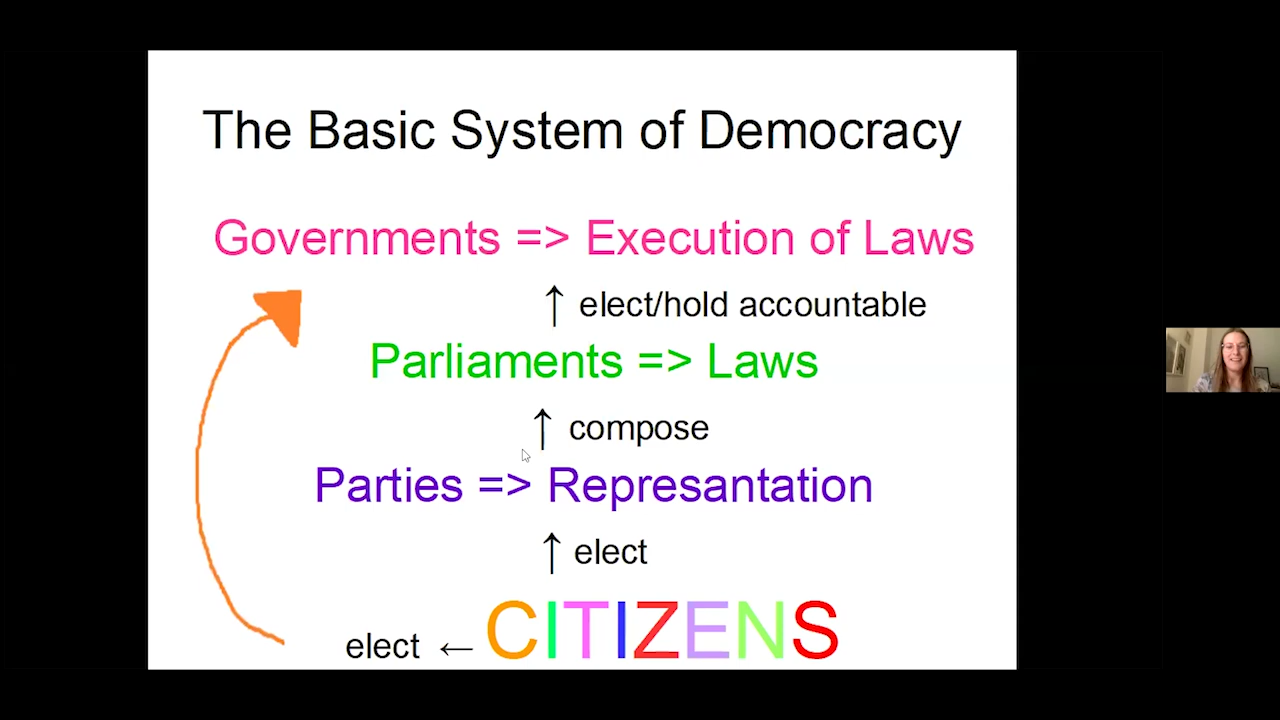 The Basic System of Democracy
Governments => Execution of Laws
↑ elect/hold accountable
Parliaments => Laws
↑ compose
Parties => Represantation
↑ elect
elect ← CITIZENS